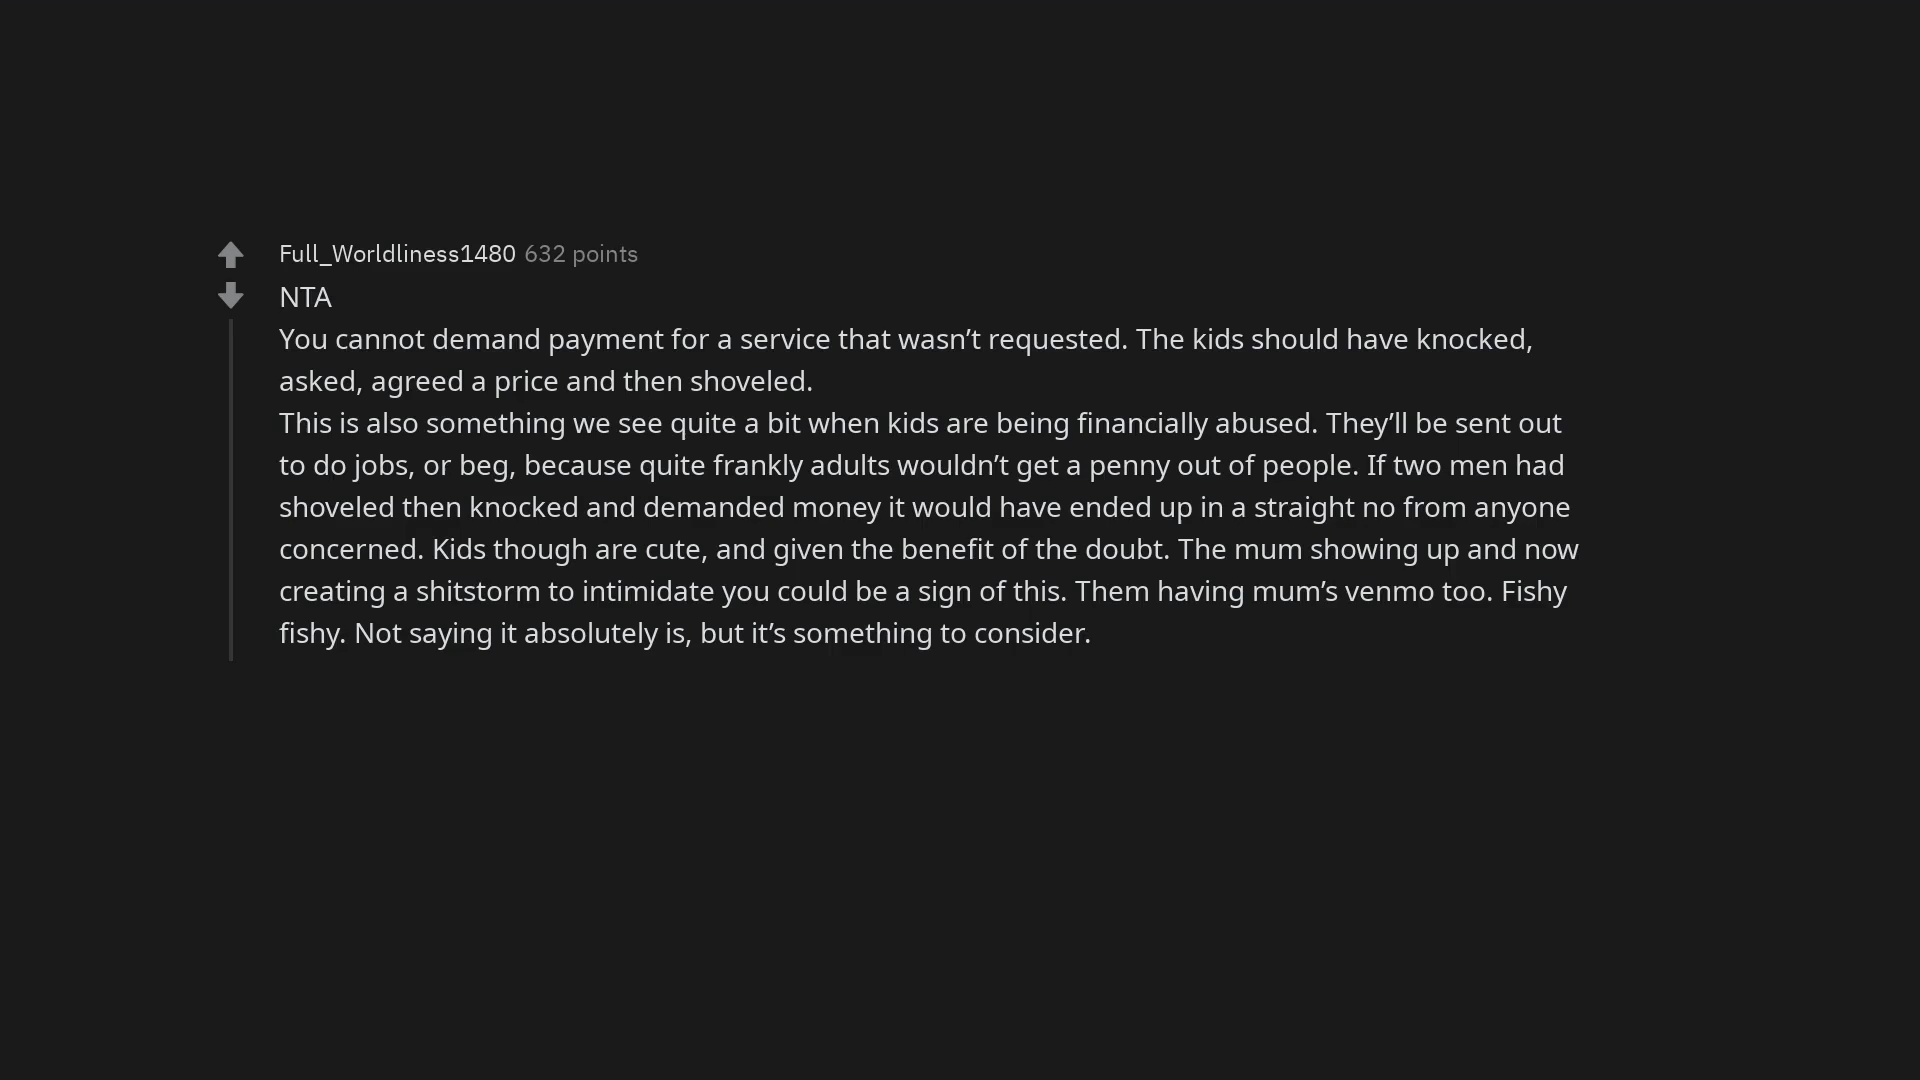 Full_Worldliness1480 632 points
NTA
You cannot demand payment for a service that wasn’t requested. The kids should have knocked,
asked, agreed a price and then shoveled.
This is also something we see quite a bit when kids are being financially abused. They’ll be sent out
to do jobs, or beg, because quite frankly adults wouldn’t get a penny out of people. If two men had
shoveled then knocked and demanded money it would have ended up in a straight no from anyone
concerned. Kids though are cute, and given the benefit of the doubt. The mum showing up and now
creating a shitstorm to intimidate you could be a sign of this. Them having mum’s venmo too. Fishy
fishy. Not saying it absolutely is, but it’s something to consider.